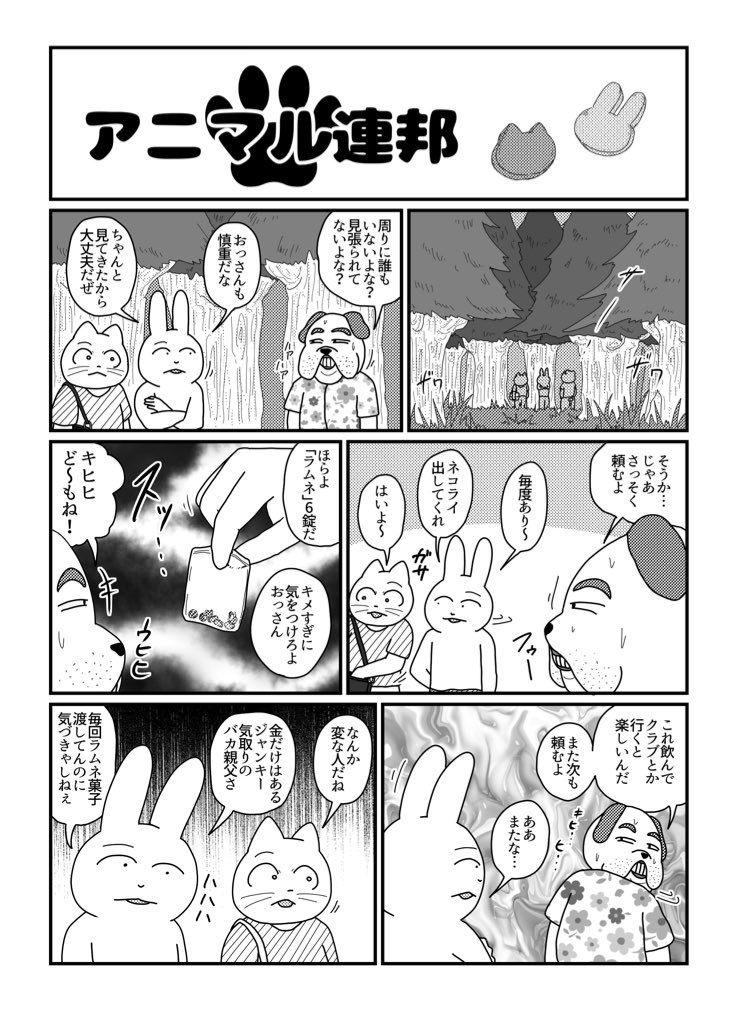 アニマル連邦
ザワ
ザワ
周りに誰も
いないよな？
見張られて
ないよな？
ハァハァ
おっさんも
慎重だな
ちゃんと
見てきたから
大丈夫だぜ
そうか…
じゃあ
さっそく
頼むよ
毎度あり～
ネコライ
出してくれ
はいよ～
ガサ
フゥー
ほらよ
「ラムネ」6
錠だ
スッ…
キメすぎに
気をつけろよ
おっさん
キヒヒ
ど～もね！
ウヒヒ
これ飲んで
クラブとか
行くと
楽しいんだ
また次も
頼むよ
ヒヒヒ…
ああ
またな…
なんか
変な人だね
金だけはある
ジャンキー
気取りの
バカ親父さ
ハハハ
毎回ラムネ菓子
渡してんのに
気づきゃしねぇ